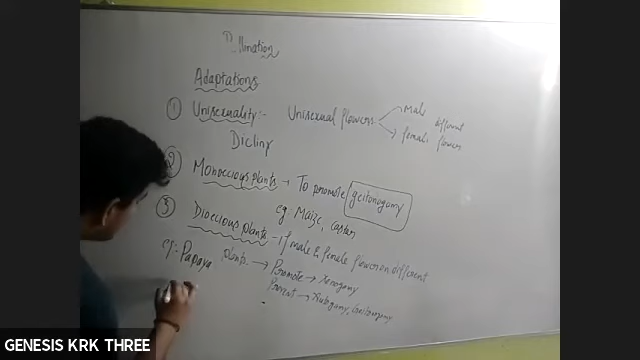 Pollination
Adaptations
① Unisexuality:- Unisexual flowers male different
female flowers
Dicliny
② Monoecious plants → To promote geitonogamy
eg. Maize, castor
③ Dioecious plants - If male & female flower on different
eg:- Papaya plants. → Promote → xenogamy
Prevent → Autogamy, Geitonogamy
GENESIS KRK THREE